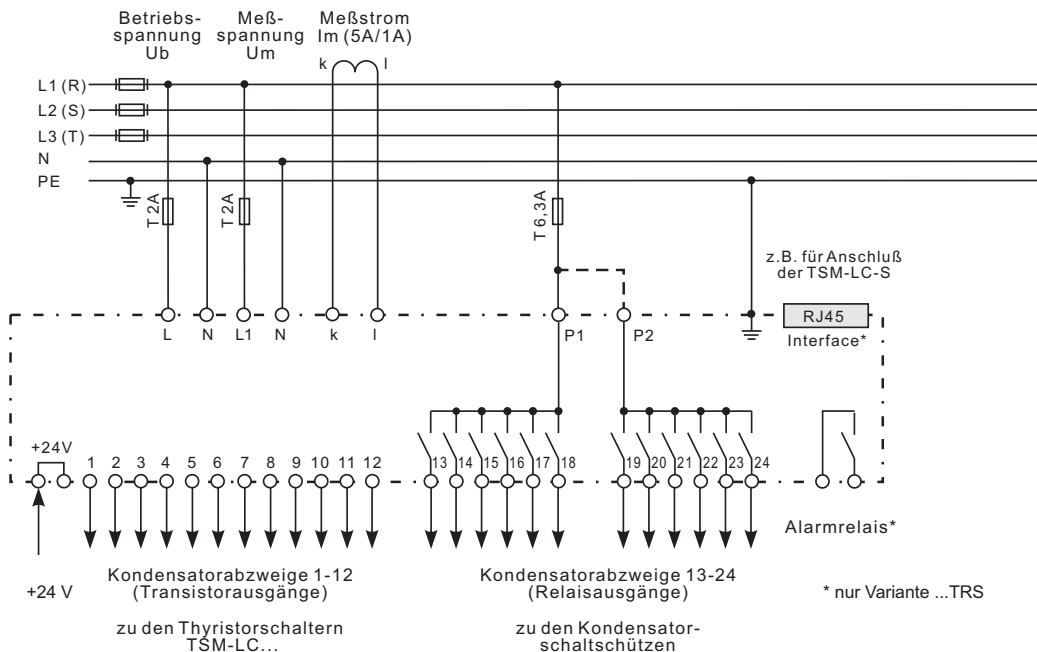 Betriebs-
spannung
Ub
Meß-
spannung
Um
Meßstrom
Im (5A/1A)
k l
L1 (R)
L2 (S)
L3 (T)
N
PE
T 2A
T 2A
T 6,3A
z.B. für Anschluß
der TSM-LC-S
RJ45
Interface*
L N L1 N k l P1 P2
+24V
1 2 3 4 5 6 7 8 9 10 11 12
13 14 15 16 17 18
19 20 21 22 23 24
Alarmrelais*
+24 V
Kondensatorabzweige 1-12
(Transistorausgänge)
zu den Thyristorschaltern
TSM-LC...
Kondensatorabzweige 13-24
(Relaisausgänge)
zu den Kondensator-
schaltschützen
* nur Variante ...TRS